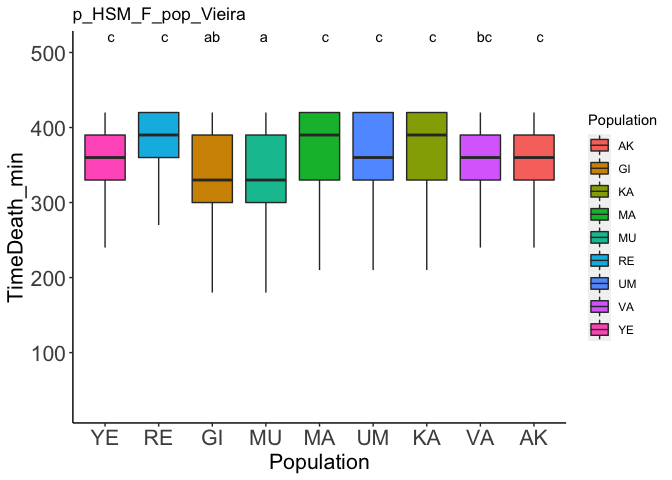 p_HSM_F_pop_Vieira
c c ab a c c c bc c
500
400
300
200
100
TimeDeath_min
YE RE GI MU MA UM KA VA AK
Population
Population
AK
GI
KA
MA
MU
RE
UM
VA
YE